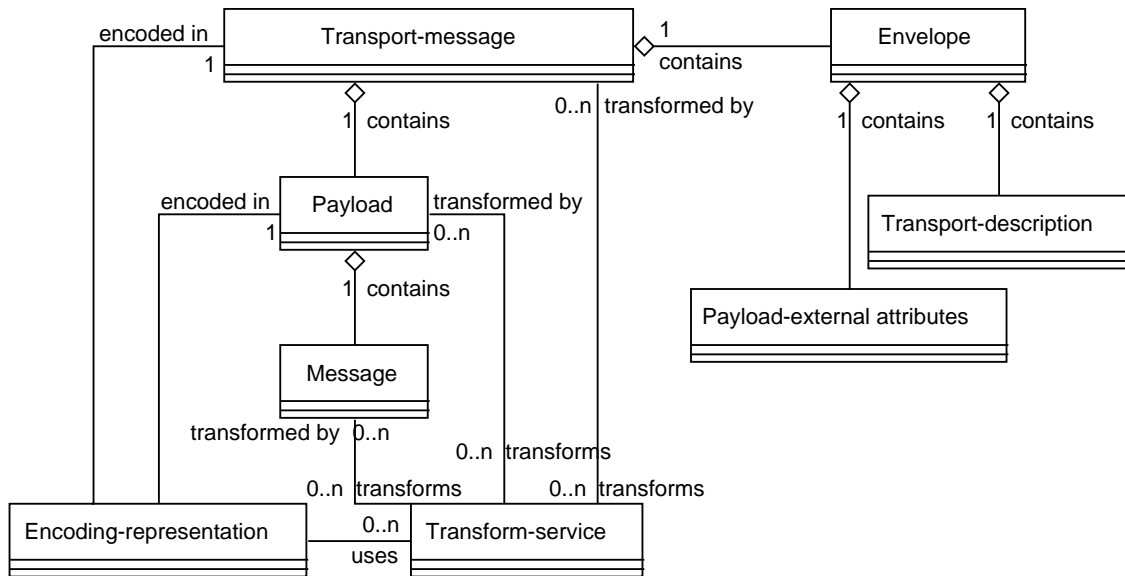 encoded in
1
Transport-message
1
contains
Envelope
1 contains
0..n transformed by
1 contains
1 contains
encoded in
1
Payload
transformed by
0..n
Transport-description
1 contains
Payload-external attributes
Message
transformed by 0..n
0..n transforms
0..n transforms
0..n transforms
Encoding-representation
0..n
uses
Transform-service